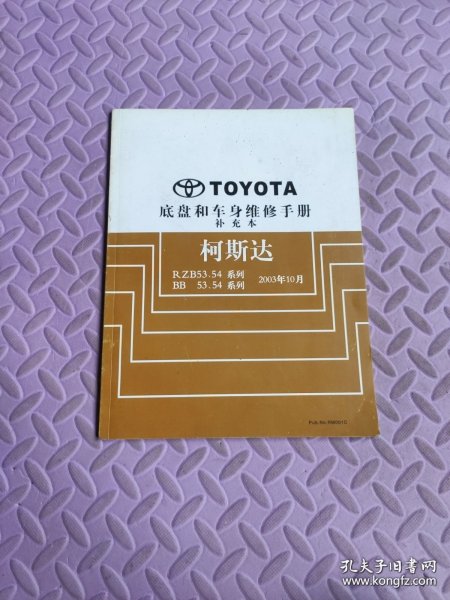 TOYOTA
底盘和车身维修手册
补充本
柯斯达
RZB53.54 系列
BB 53.54 系列
2003年10月
孔夫子旧书网
www.kongfz.com